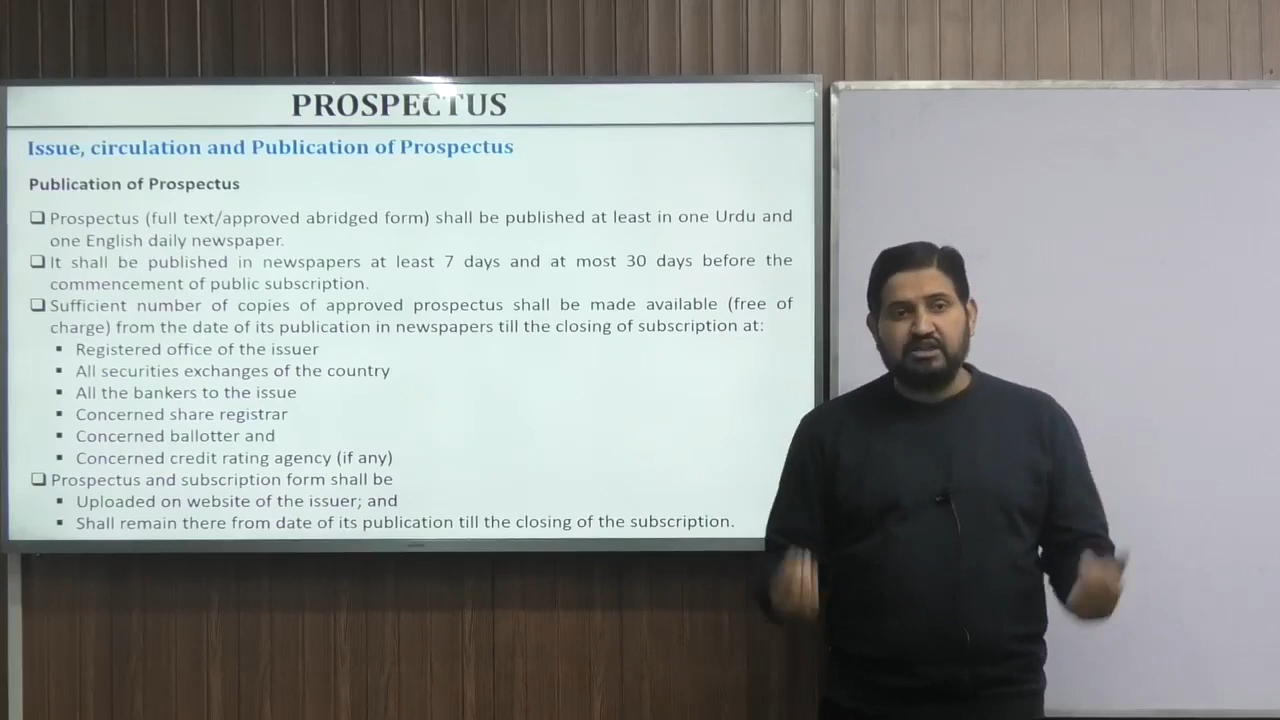 PROSPECTUS
Issue, circulation and Publication of Prospectus
Publication of Prospectus
❑ Prospectus (full text/approved abridged form) shall be published at least in one Urdu and
one English daily newspaper.
❑ It shall be published in newspapers at least 7 days and at most 30 days before the
commencement of public subscription.
❑ Sufficient number of copies of approved prospectus shall be made available (free of
charge) from the date of its publication in newspapers till the closing of subscription at:
▪ Registered office of the issuer
▪ All securities exchanges of the country
▪ All the bankers to the issue
▪ Concerned share registrar
▪ Concerned ballotter and
▪ Concerned credit rating agency (if any)
❑ Prospectus and subscription form shall be
▪ Uploaded on website of the issuer; and
▪ Shall remain there from date of its publication till the closing of the subscription.